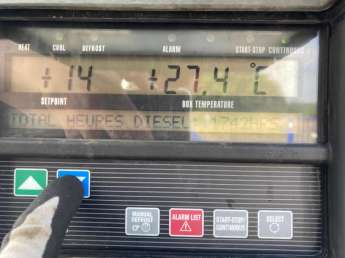 HEAT COOL DEFROST ALARM START-STOP CONTINUOUS
+14 +27.4 °C
SETPOINT BOX TEMPERATURE
TOTAL HEURES DIESEL:
MANUAL DEFROST ALARM LIST START-STOP CONTINUOUS SELECT